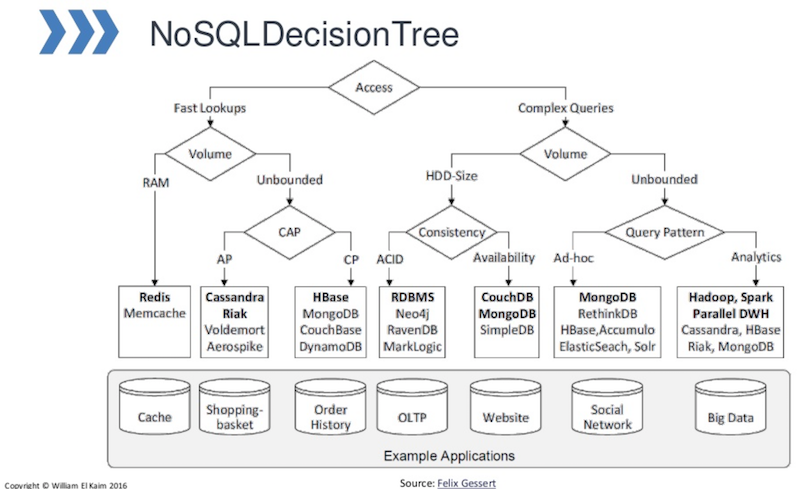 NoSQLDecisionTree
Access
Fast Lookups
Complex Queries
Volume
Volume
RAM
Unbounded
HDD-Size
Unbounded
CAP
Consistency
Query Pattern
AP
CP
ACID
Availability
Ad-hoc
Analytics
Redis
Memcache
Cassandra
Riak
Voldemort
Aerospike
HBase
MongoDB
CouchBase
DynamoDB
RDBMS
Neo4j
RavenDB
MarkLogic
CouchDB
MongoDB
SimpleDB
MongoDB
RethinkDB
HBase,Accumulo
ElasticSeach, Solr
Hadoop, Spark
Parallel DWH
Cassandra, HBase
Riak, MongoDB
Cache
Shopping-
basket
Order
History
OLTP
Website
Social
Network
Big Data
Example Applications
Copyright © William El Kaim 2016
Source: Felix Gessert